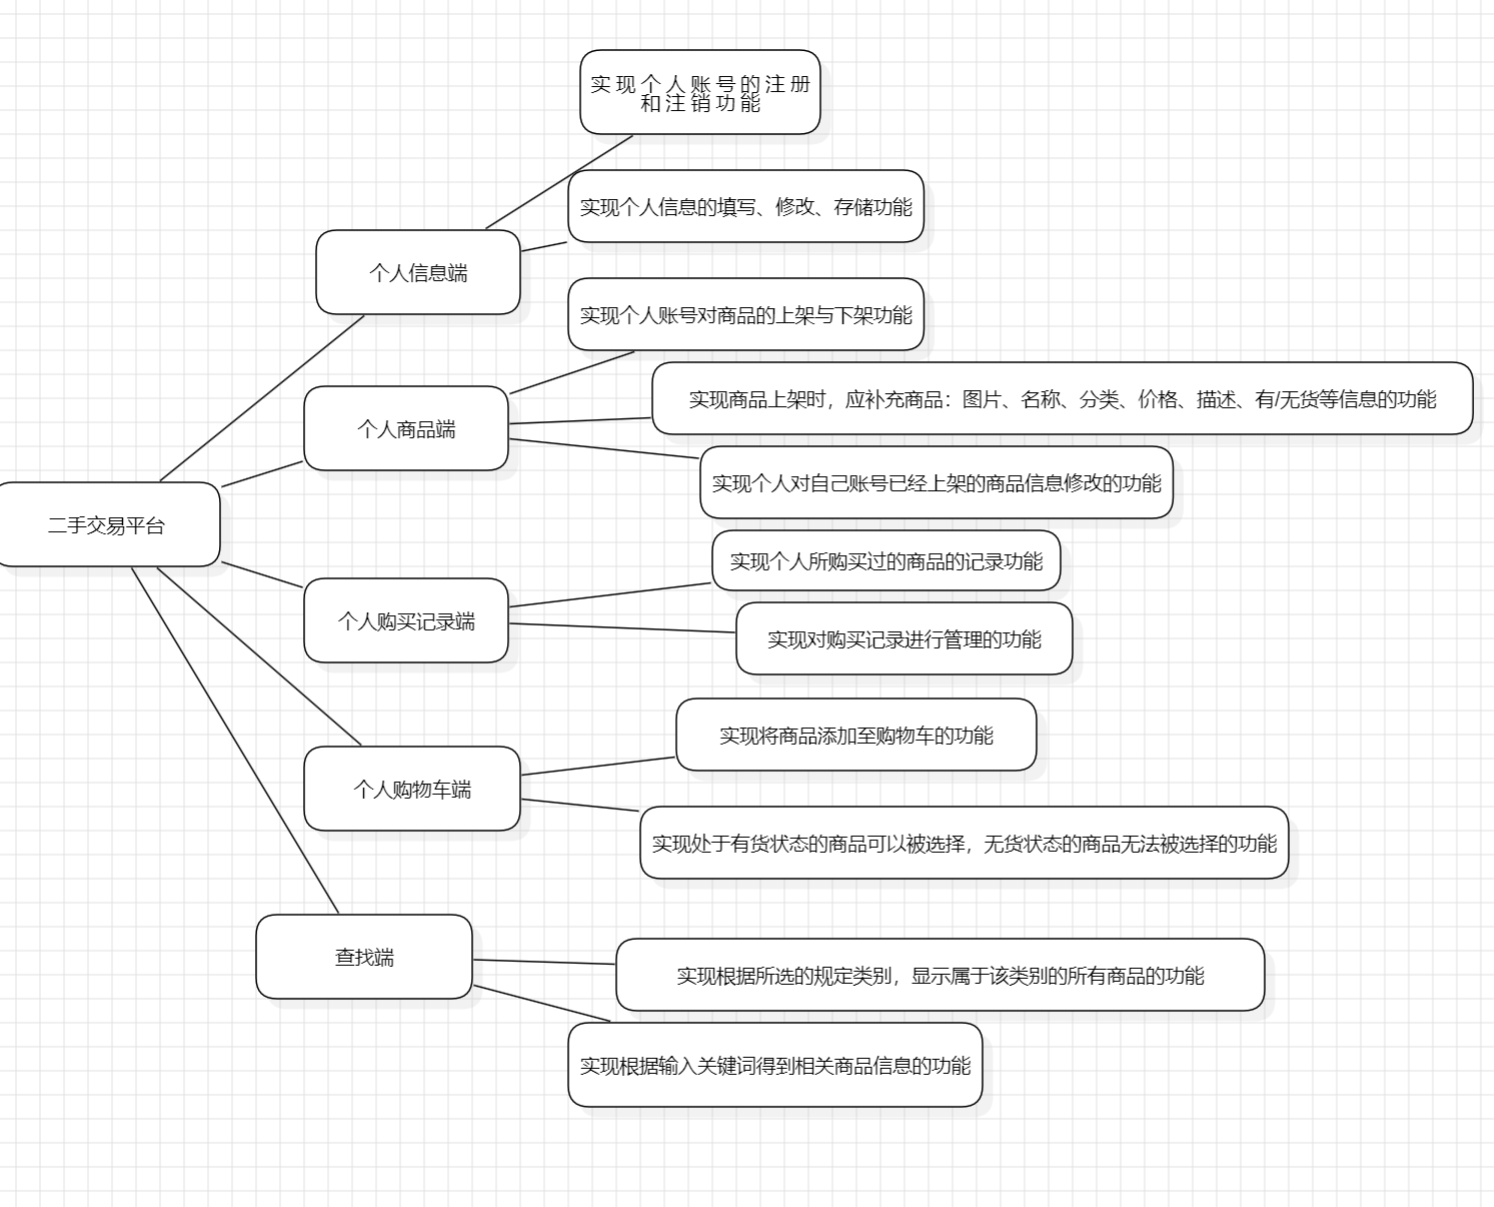 实现个人账号的注册
和注销功能
实现个人信息的填写、修改、存储功能
个人信息端
实现个人账号对商品的上架与下架功能
实现商品上架时，应补充商品：图片、名称、分类、价格、描述、有/无货等信息的功能
个人商品端
实现个人对自己账号已经上架的商品信息修改的功能
二手交易平台
实现个人所购买过的商品的记录功能
个人购买记录端
实现对购买记录进行管理的功能
实现将商品添加至购物车的功能
个人购物车端
实现处于有货状态的商品可以被选择，无货状态的商品无法被选择的功能
查找端
实现根据所选的规定类别，显示属于该类别的所有商品的功能
实现根据输入关键词得到相关商品信息的功能